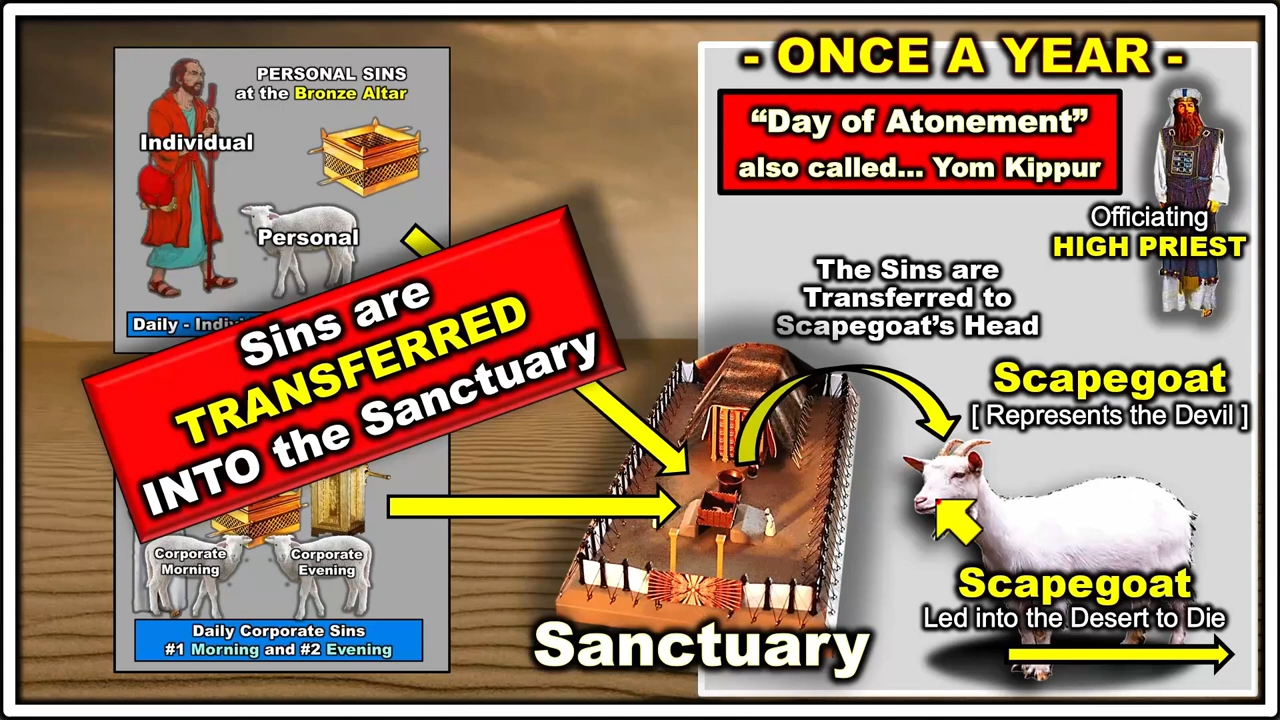 PERSONAL SINS
at the Bronze Altar
Individual
Personal
Daily - Indiv
Sins are
TRANSFERRED
INTO the Sanctuary
Corporate
Morning
Corporate
Evening
Daily Corporate Sins
#1 Morning and #2 Evening
Sanctuary
- ONCE A YEAR -
“Day of Atonement”
also called... Yom Kippur
Officiating
HIGH PRIEST
The Sins are
Transferred to
Scapegoat’s Head
Scapegoat
[ Represents the Devil ]
Scapegoat
Led into the Desert to Die